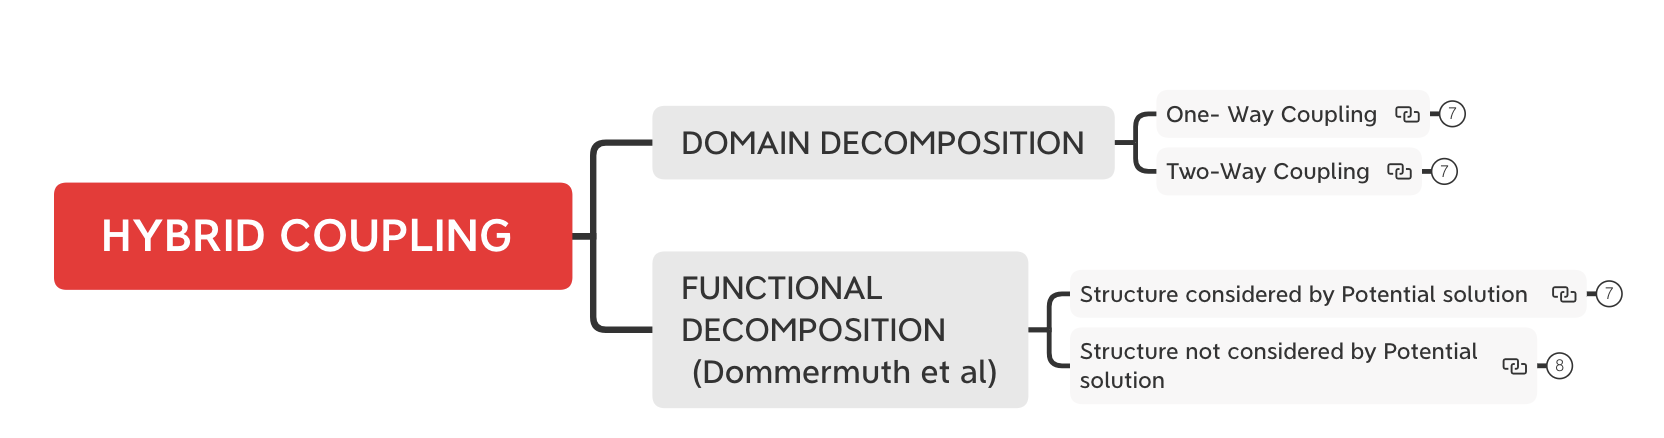 HYBRID COUPLING
DOMAIN DECOMPOSITION
One- Way Coupling
7
Two-Way Coupling
7
FUNCTIONAL
DECOMPOSITION
(Dommermuth et al)
Structure considered by Potential solution
7
Structure not considered by Potential
solution
8